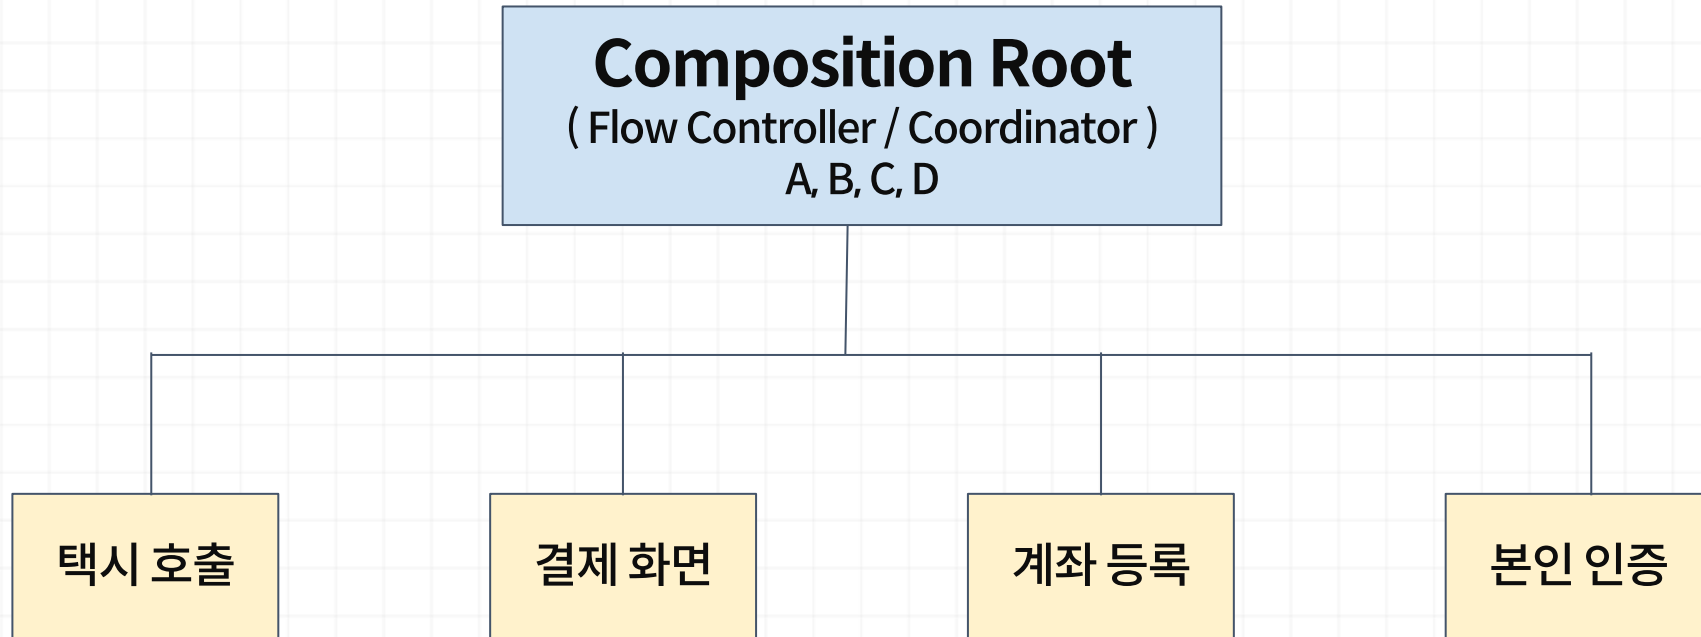 Composition Root
( Flow Controller / Coordinator )
A, B, C, D
택시 호출
결제 화면
계좌 등록
본인 인증